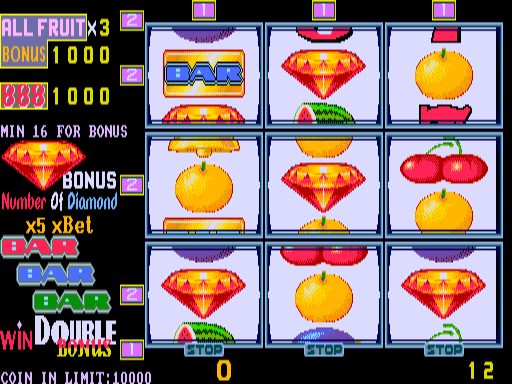 1 1 1
ALL FRUIT×3 2
BONUS 1000
2
888 1000
BAR
MIN 16 FOR BONUS
BONUS 2
Number Of Diamond
x5 xBet
BAR
BAR
BAR 2
WIN DOUBLE
BONUS 1
STOP STOP STOP
COIN IN LIMIT:10000 0 12